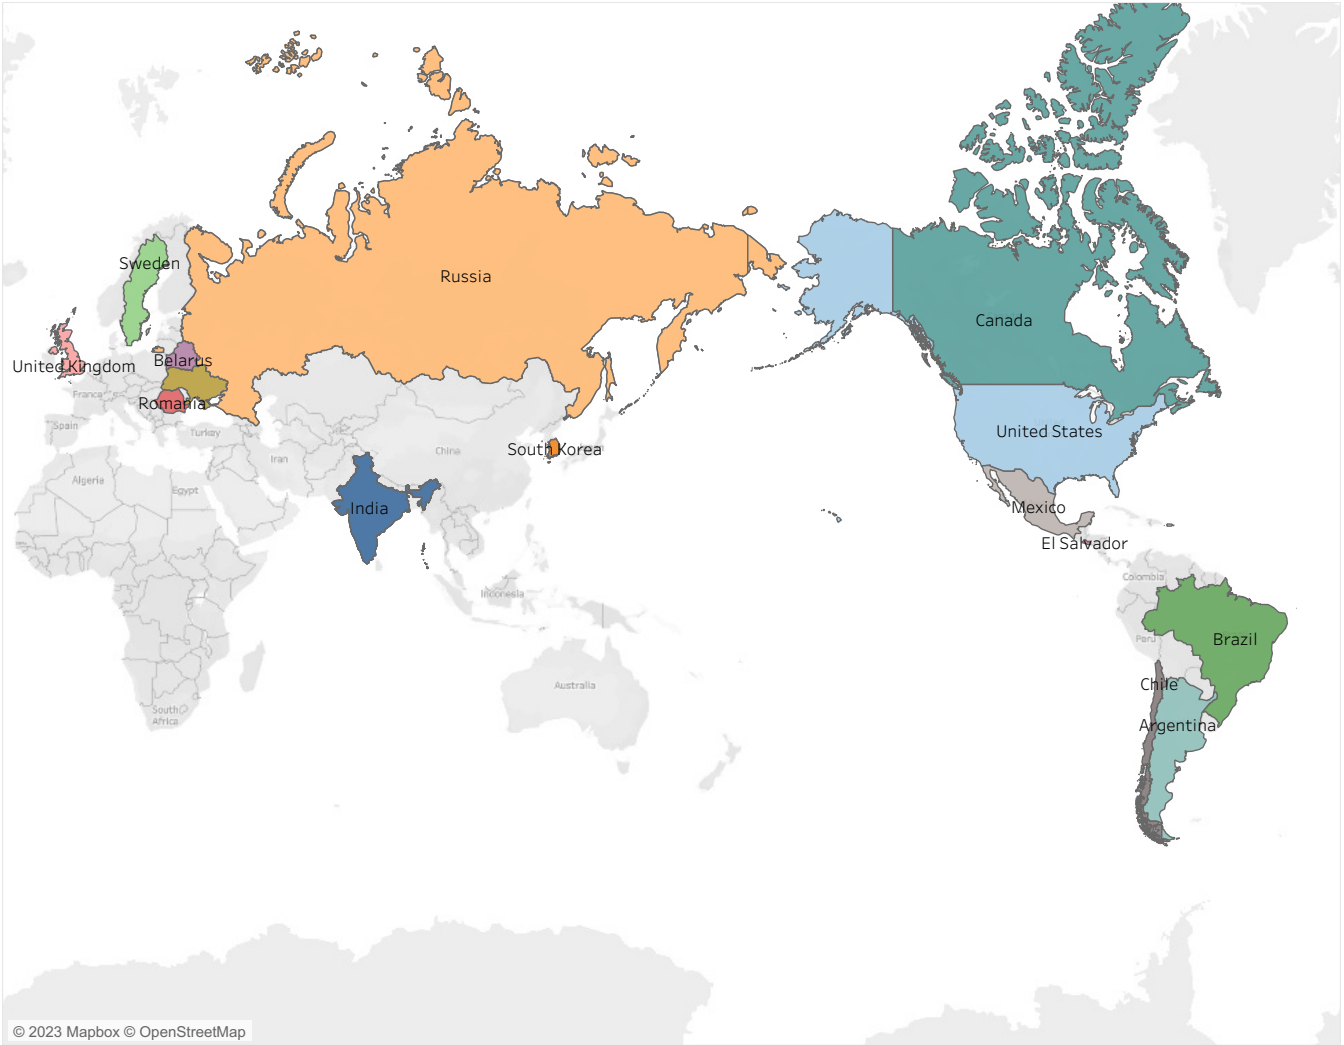 Sweden
Russia
Canada
United Kingdom
Belarus
France
Romania
Spain
Turkey
United States
South Korea
China
Iran
Algeria
Egypt
India
Mexico
El Salvador
Colombia
Indonesia
Peru
Brazil
Australia
Chile
South
Africa
Argentina
© 2023 Mapbox © OpenStreetMap